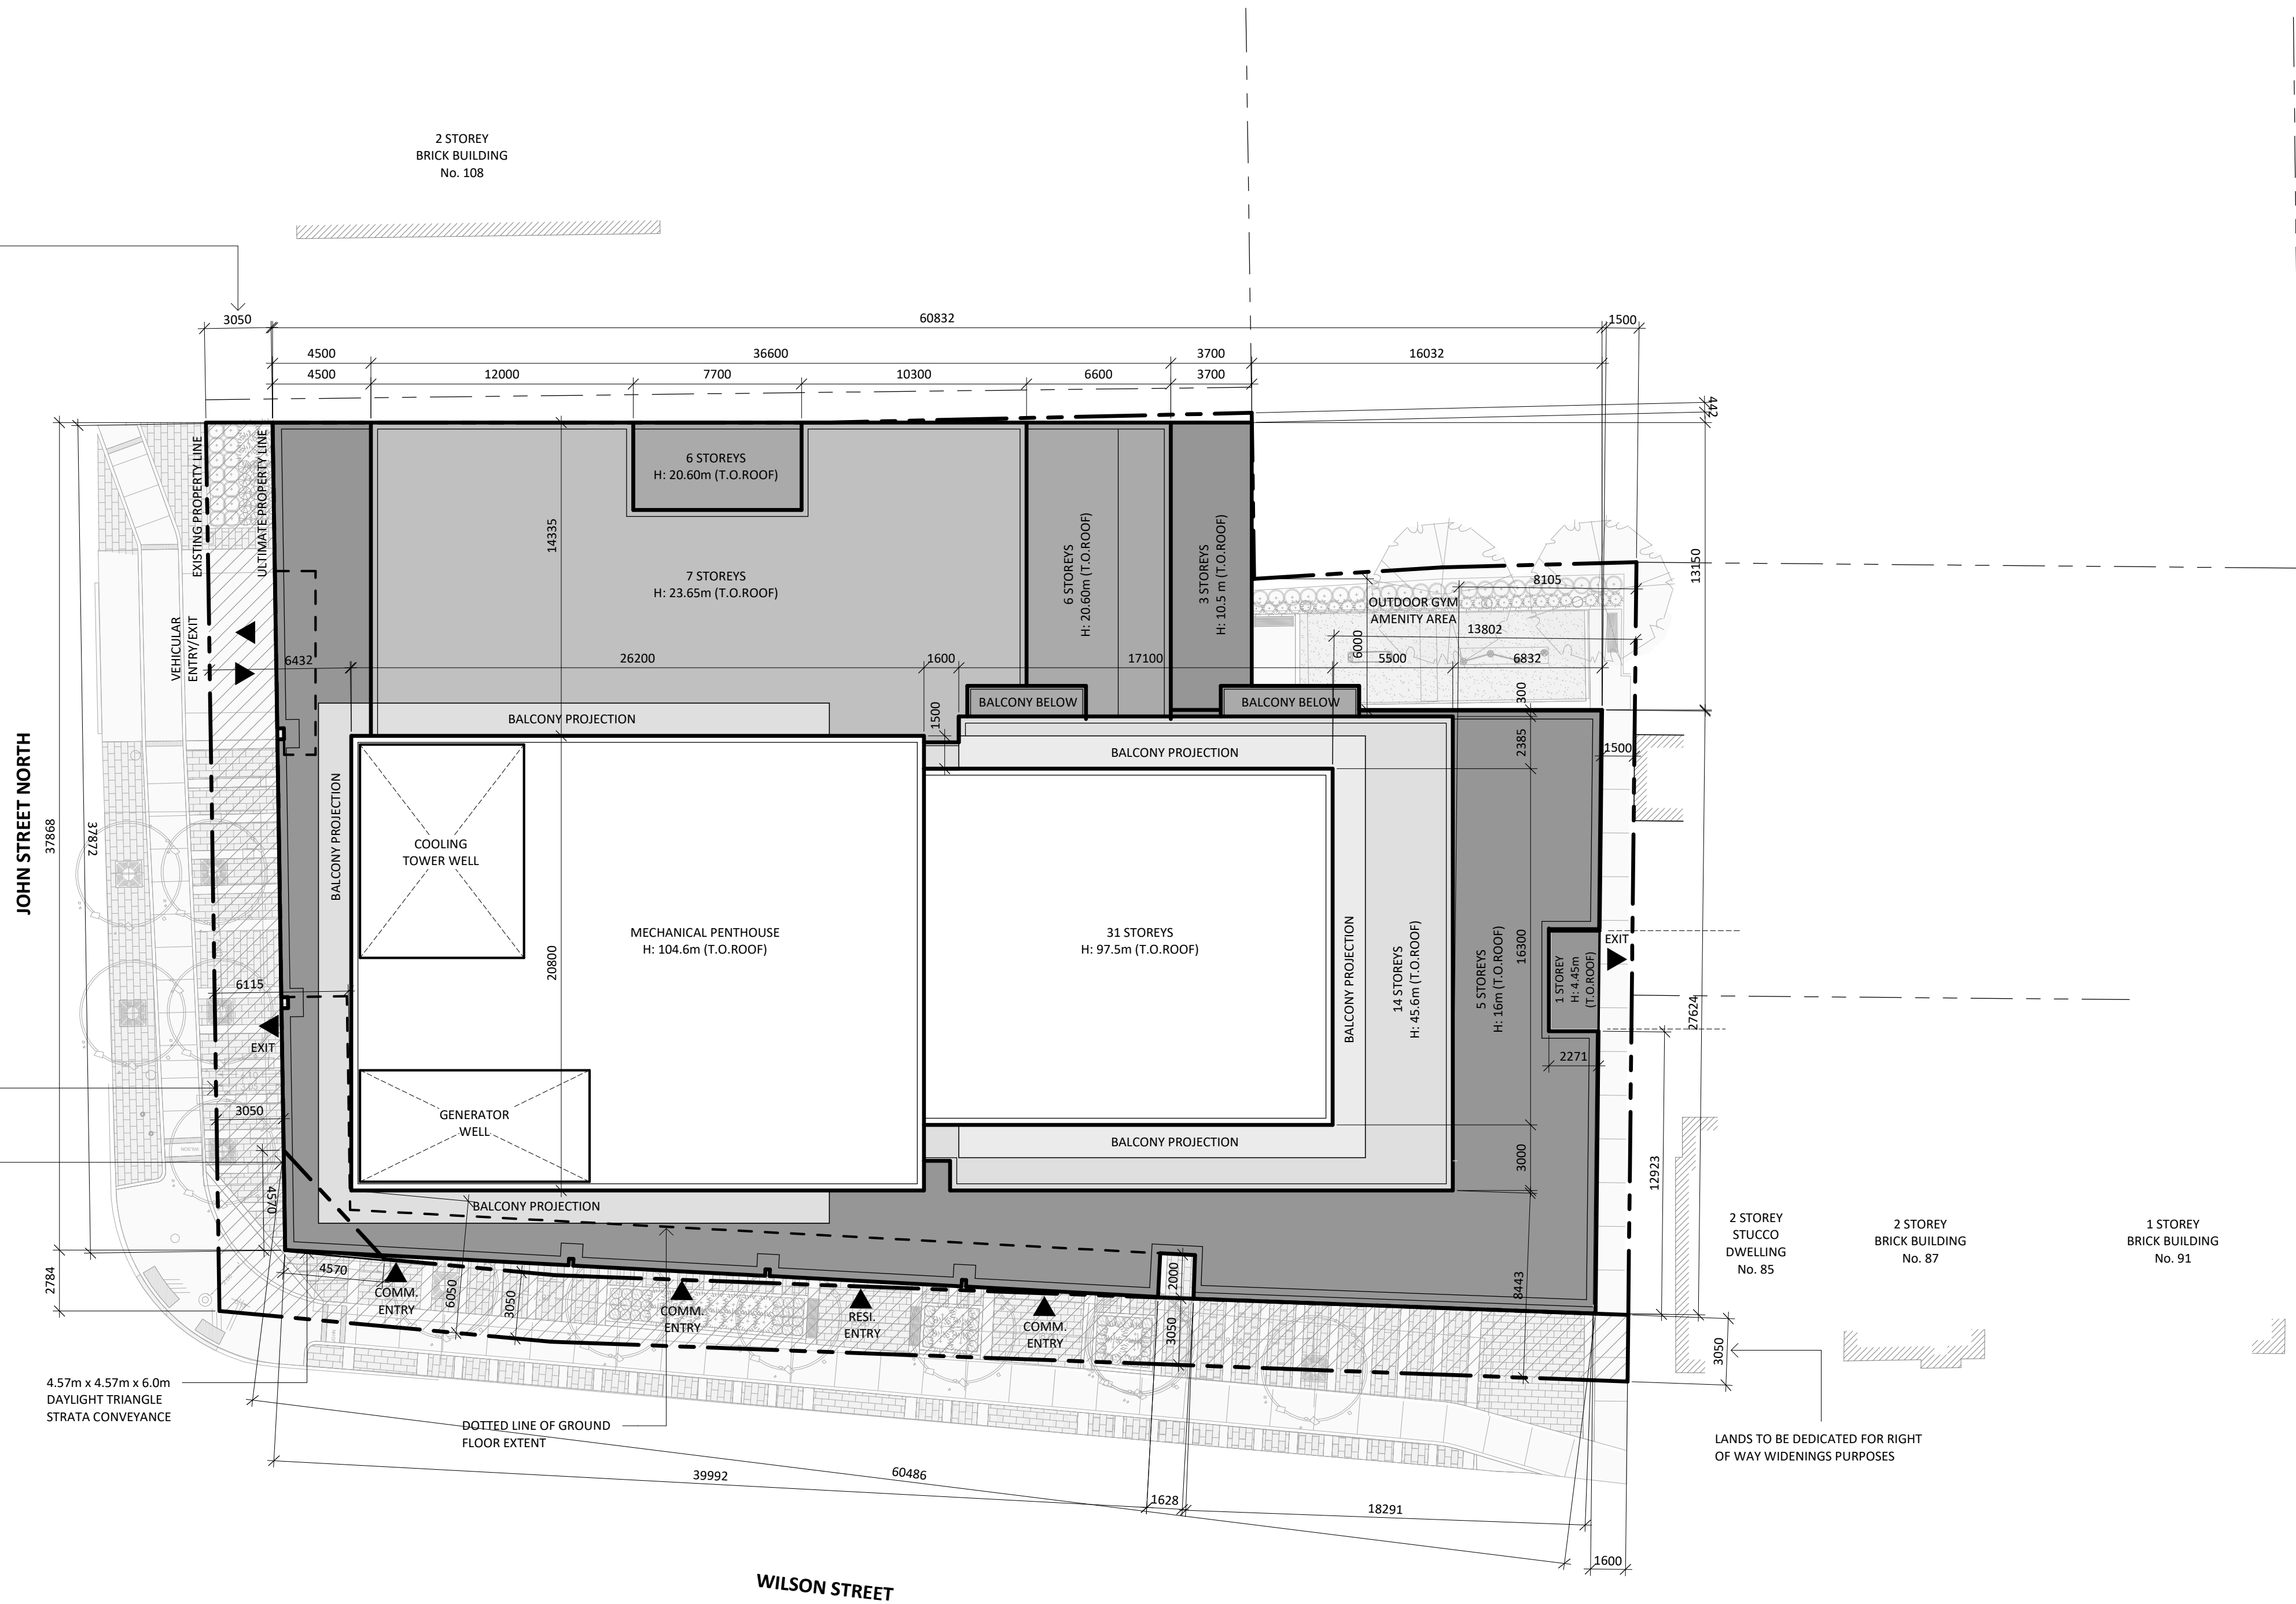 2 STOREY
BRICK BUILDING
No. 108
3050
60832
1500
4500
36600
3700
16032
4500
12000
7700
10300
6600
3700
442
EXISTING PROPERTY LINE
ULTIMATE PROPERTY LINE
6 STOREYS
H: 20.60m (T.O.ROOF)
14335
7 STOREYS
H: 23.65m (T.O.ROOF)
6 STOREYS
H: 20.60m (T.O.ROOF)
3 STOREYS
H: 10.5 m (T.O.ROOF)
13150
8105
OUTDOOR GYM
AMENITY AREA
13802
6000
VEHICULAR
ENTRY/EXIT
6432
26200
1600
17100
5500
6832
300
BALCONY BELOW
BALCONY BELOW
BALCONY PROJECTION
1500
2385
1500
BALCONY PROJECTION
JOHN STREET NORTH
37868
37872
BALCONY PROJECTION
COOLING
TOWER WELL
MECHANICAL PENTHOUSE
H: 104.6m (T.O.ROOF)
31 STOREYS
H: 97.5m (T.O.ROOF)
20800
BALCONY PROJECTION
14 STOREYS
H: 45.6m (T.O.ROOF)
5 STOREYS
H: 16m (T.O.ROOF)
16300
1 STOREY
H: 4.45m
(T.O.ROOF)
EXIT
6115
27624
EXIT
2271
3050
GENERATOR
WELL
BALCONY PROJECTION
3000
12923
4570
BALCONY PROJECTION
WILSON
2 STOREY
STUCCO
DWELLING
No. 85
2 STOREY
BRICK BUILDING
No. 87
1 STOREY
BRICK BUILDING
No. 91
2784
4570
COMM.
ENTRY
6050
3050
COMM.
ENTRY
RESI.
ENTRY
COMM.
ENTRY
2000
3050
8443
3050
4.57m x 4.57m x 6.0m
DAYLIGHT TRIANGLE
STRATA CONVEYANCE
DOTTED LINE OF GROUND
FLOOR EXTENT
LANDS TO BE DEDICATED FOR RIGHT
OF WAY WIDENINGS PURPOSES
39992
60486
1628
18291
1600
WILSON STREET